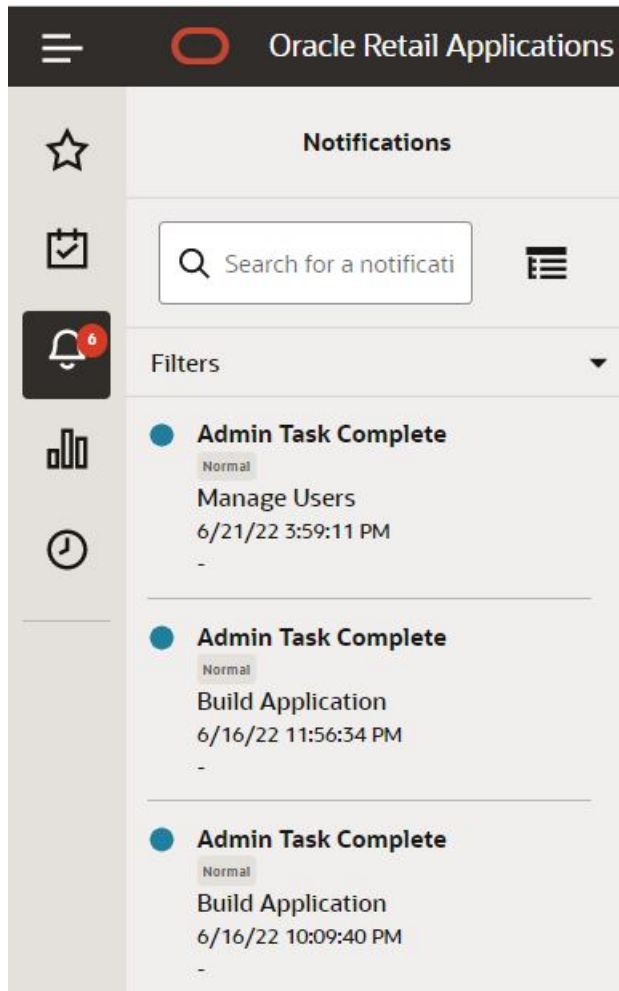 Oracle Retail Applications
Notifications
Search for a notificati
6
Filters
Admin Task Complete
Normal
Manage Users
6/21/22 3:59:11 PM
-
Admin Task Complete
Normal
Build Application
6/16/22 11:56:34 PM
-
Admin Task Complete
Normal
Build Application
6/16/22 10:09:40 PM
-